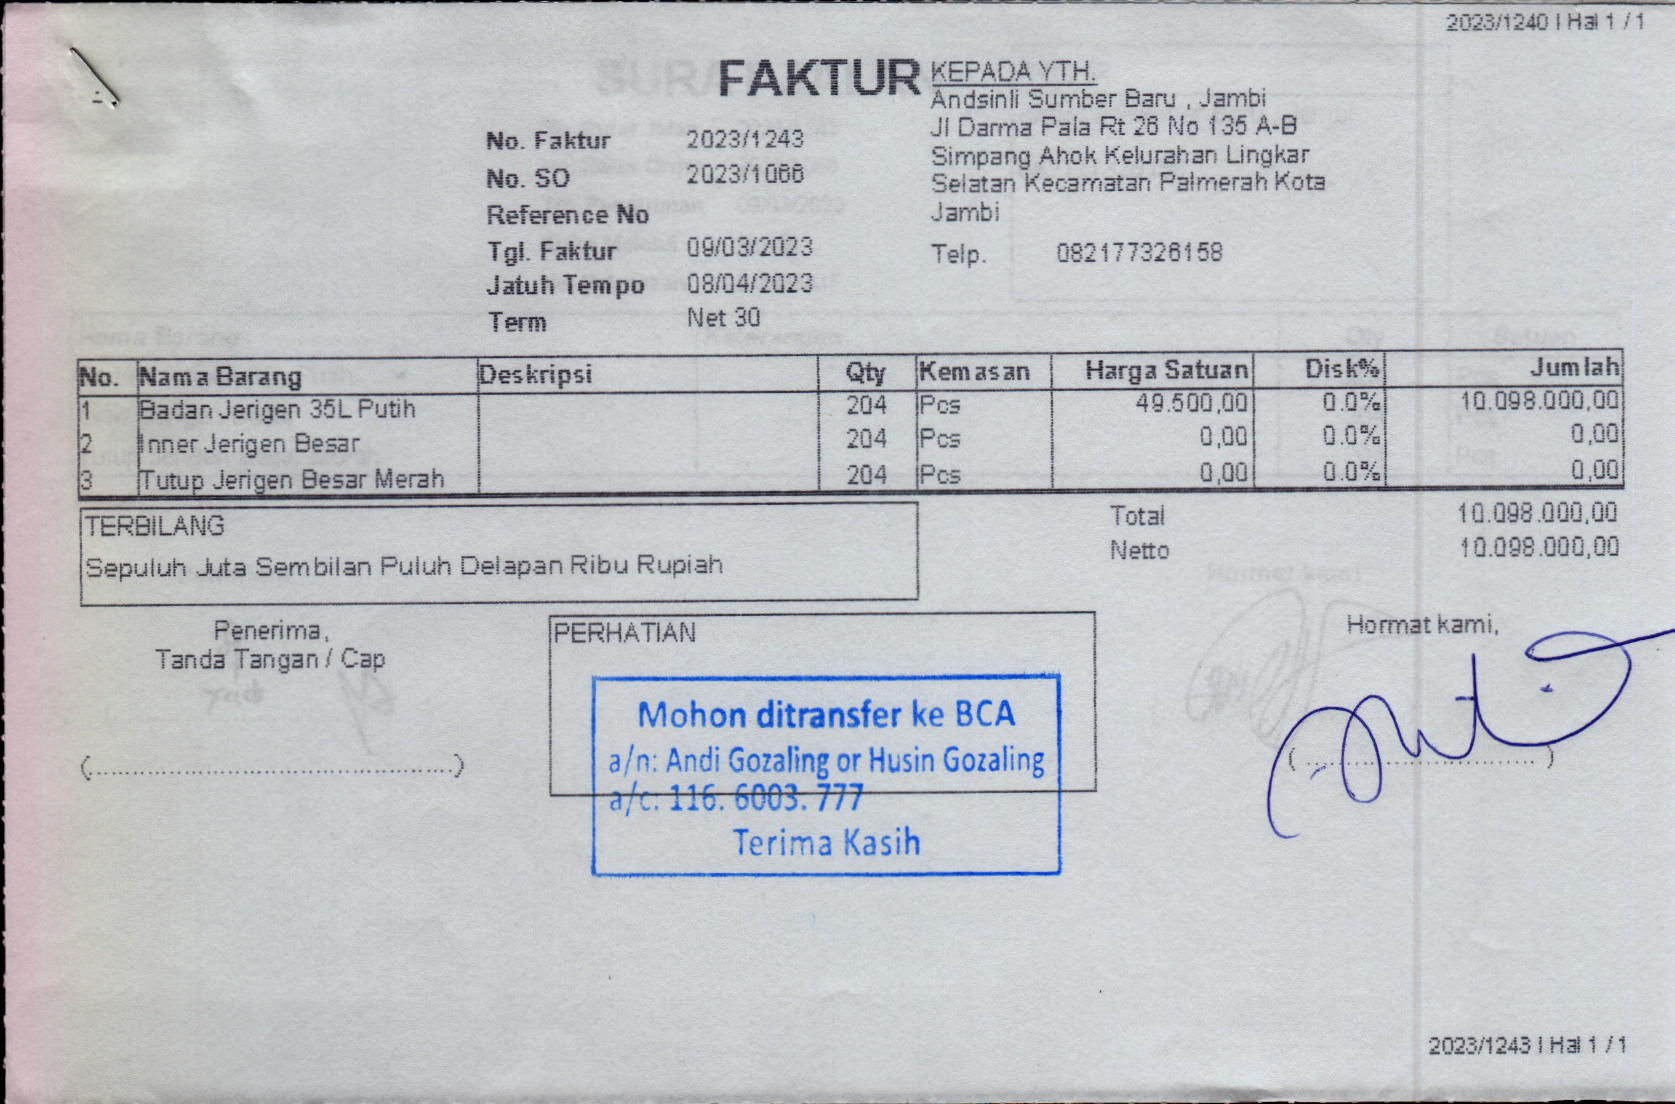 2023/1240 | Hal 1 / 1
FAKTUR
KEPADA YTH.
Andsinli Sumber Baru , Jambi
Jl Darma Pala Rt 26 No 135 A-B
Simpang Ahok Kelurahan Lingkar
Selatan Kecamatan Palmerah Kota
Jambi
Telp. 082177326158
No. Faktur 2023/1243
No. SO 2023/1066
Reference No
Tgl. Faktur 09/03/2023
Jatuh Tempo 08/04/2023
Term Net 30
No. Nama Barang Deskripsi Qty Kemasan Harga Satuan Disk% Jumlah
1 Badan Jerigen 35L Putih 204 Pcs 49.500,00 0.0% 10.098.000,00
2 Inner Jerigen Besar 204 Pcs 0,00 0.0% 0,00
3 Tutup Jerigen Besar Merah 204 Pcs 0,00 0.0% 0,00
TERBILANG
Sepuluh Juta Sembilan Puluh Delapan Ribu Rupiah
Total 10.098.000,00
Netto 10.098.000,00
Penerima,
Tanda Tangan / Cap
(...............................................)
PERHATIAN
Mohon ditransfer ke BCA
a/n: Andi Gozaling or Husin Gozaling
a/c: 116. 6003. 777
Terima Kasih
Hormat kami,
(...............................)
2023/1243 | Hal 1 / 1